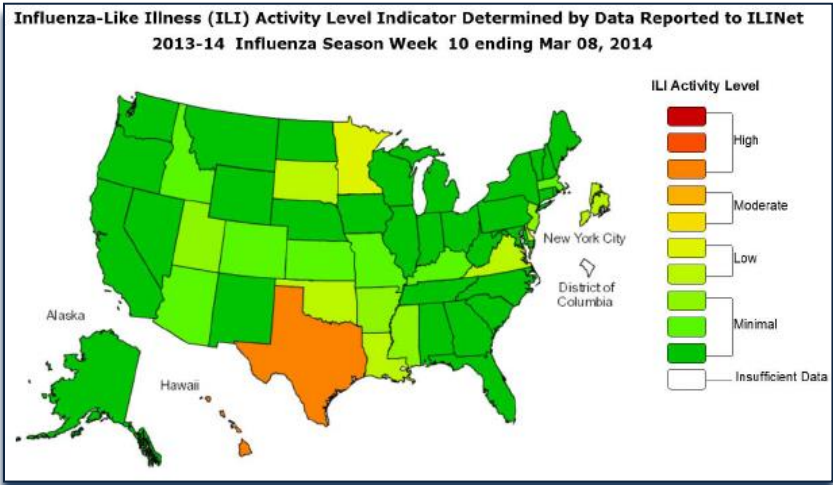 Influenza-Like Illness (ILI) Activity Level Indicator Determined by Data Reported to ILINet
2013-14 Influenza Season Week 10 ending Mar 08, 2014
ILI Activity Level
High
Moderate
New York City
Low
District of
Columbia
Alaska
Minimal
Hawaii
Insufficient Data